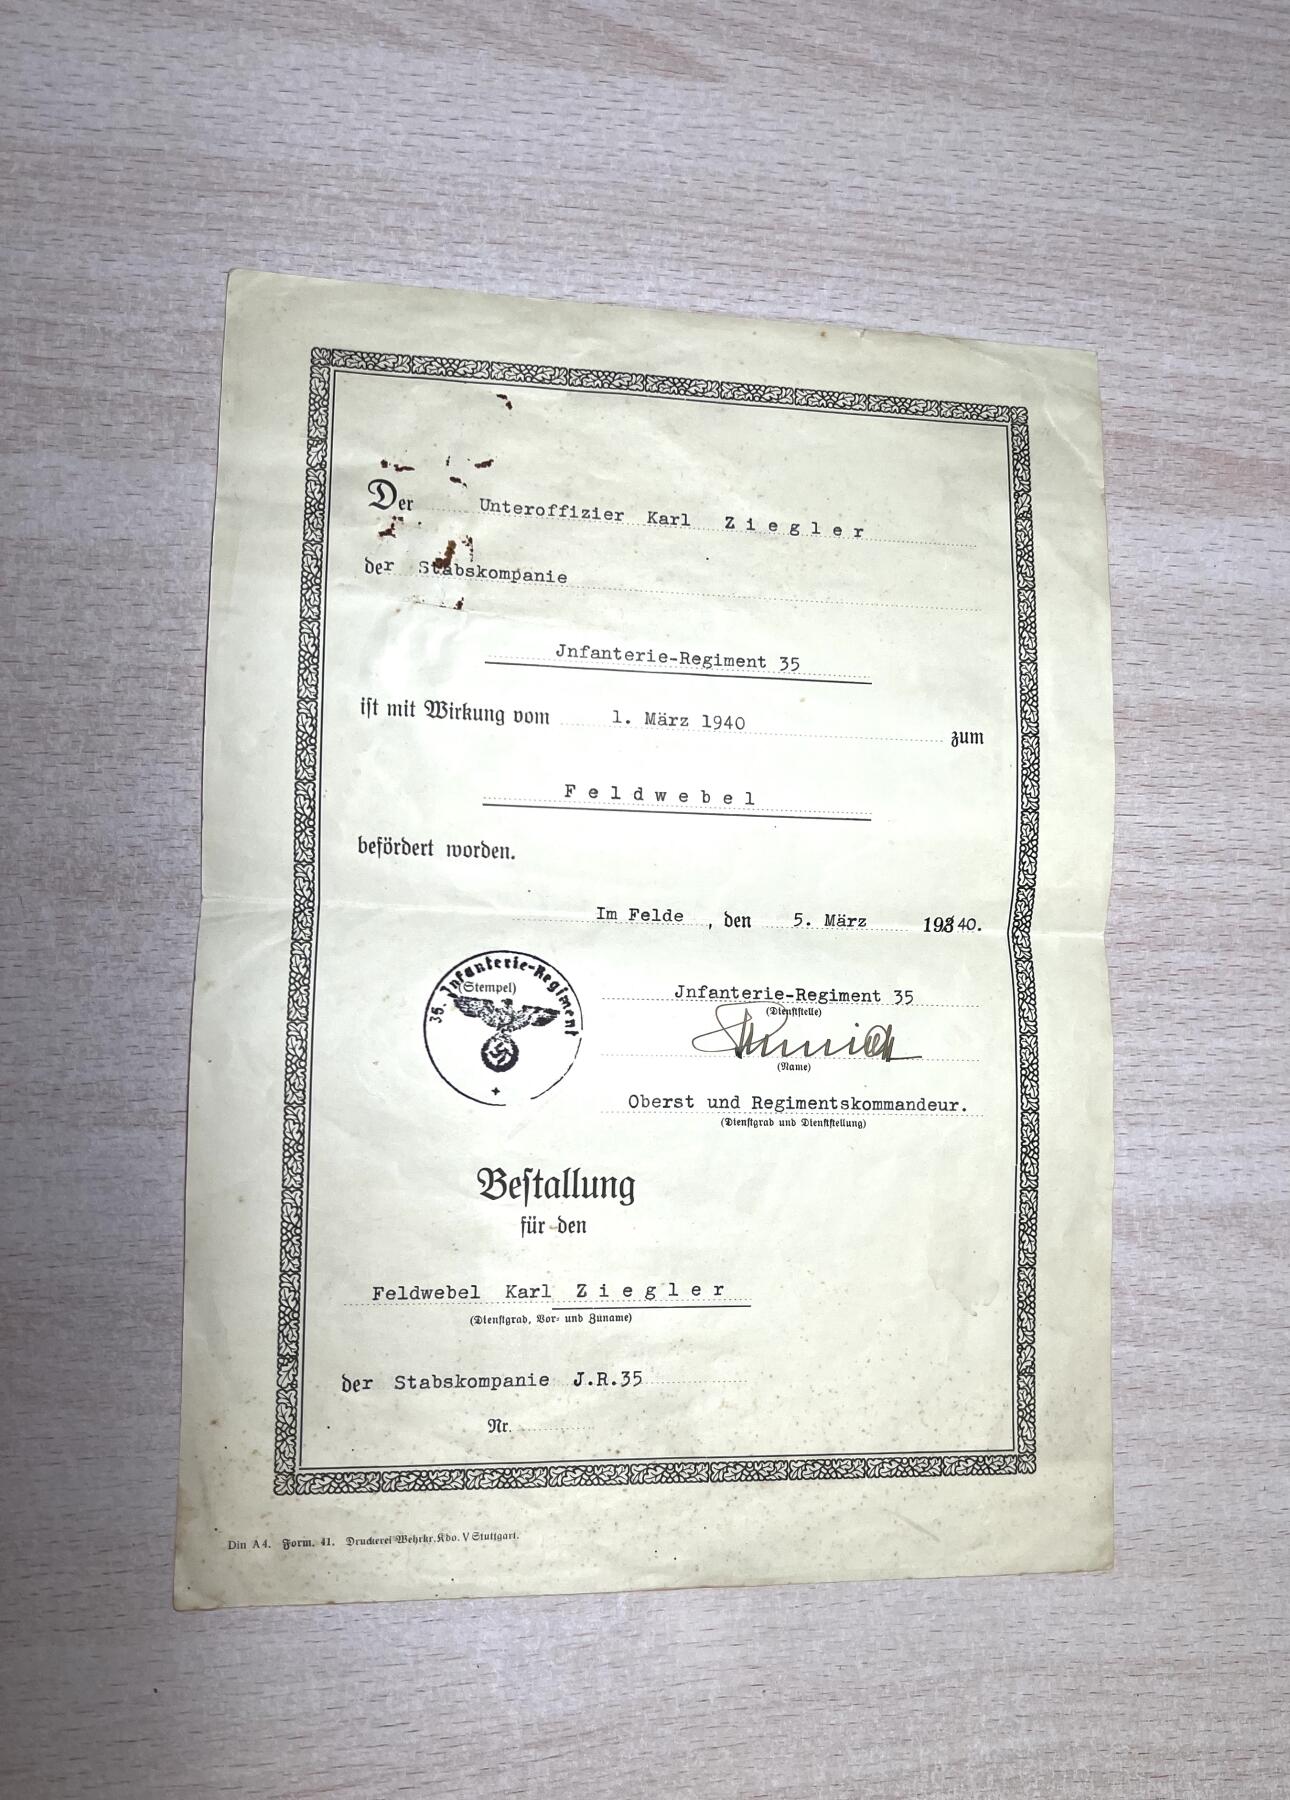 Der Unteroffizier Karl Ziegler
der Stabskompanie
Jnfanterie-Regiment 35
ist mit Wirkung vom 1. März 1940 zum
Feldwebel
befördert worden.
Im Felde, den 5. März 19340.
35. Infanterie-Regiment
(Stempel)
Jnfanterie-Regiment 35
(Dienststelle)
(Name)
Oberst und Regimentskommandeur.
(Dienstgrad und Dienststellung)
Bestallung
für den
Feldwebel Karl Ziegler
(Dienstgrad, Vor- und Zuname)
der Stabskompanie J.R.35
Nr.
Din A4. Form. 41. Druckerei Wehrkr. Kdo. V Stuttgart.